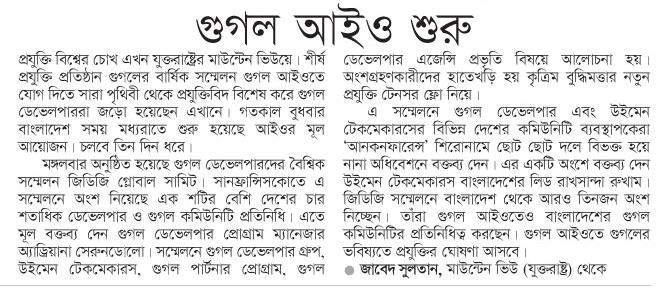 গুগল আইও শুরু
প্রযুক্তি বিশ্বের চোখ এখন যুক্তরাষ্ট্রের মাউন্টেন ভিউয়ে। শীর্ষ
প্রযুক্তি প্রতিষ্ঠান গুগলের বার্ষিক সম্মেলন গুগল আইওতে
যোগ দিতে সারা পৃথিবী থেকে প্রযুক্তিবিদ বিশেষ করে গুগল
ডেভেলপাররা জড়ো হয়েছেন এখানে। গতকাল বুধবার
বাংলাদেশ সময় মধ্যরাতে শুরু হয়েছে আইওর মূল
আয়োজন। চলবে তিন দিন ধরে।
মঙ্গলবার অনুষ্ঠিত হয়েছে গুগল ডেভেলপারদের বৈশ্বিক
সম্মেলন জিডিজি গ্লোবাল সামিট। সানফ্রান্সিসকোতে এ
সম্মেলনে অংশ নিয়েছে এক শটির বেশি দেশের চার
শতাধিক ডেভেলপার ও গুগল কমিউনিটি প্রতিনিধি। এতে
মূল বক্তব্য দেন গুগল ডেভেলপার প্রোগ্রাম ম্যানেজার
অ্যাড্রিয়ানা সেরুনডোলো। সম্মেলনে গুগল ডেভেলপার গ্রুপ,
উইমেন টেকমেকারস, গুগল পার্টনার প্রোগ্রাম, গুগল
ডেভেলপার এজেন্সি প্রভৃতি বিষয়ে আলোচনা হয়।
অংশগ্রহণকারীদের হাতেখড়ি হয় কৃত্রিম বুদ্ধিমত্তার নতুন
প্রযুক্তি টেনসর ফ্লো নিয়ে।
এ সম্মেলনে গুগল ডেভেলপার এবং উইমেন
টেকমেকারসের বিভিন্ন দেশের কমিউনিটি ব্যবস্থাপকেরা
‘আনকনফারেন্স’ শিরোনামে ছোট ছোট দলে বিভক্ত হয়ে
নানা অধিবেশনে বক্তব্য দেন। এর একটি অংশে বক্তব্য দেন
উইমেন টেকমেকারস বাংলাদেশের লিড রাখসান্দা রুখাম।
জিডিজি সম্মেলনে বাংলাদেশ থেকে আরও তিনজন অংশ
নিচ্ছেন। তাঁরা গুগল আইওতেও বাংলাদেশের গুগল
কমিউনিটির প্রতিনিধিত্ব করছেন। গুগল আইওতে গুগলের
ভবিষ্যতে প্রযুক্তির ঘোষণা আসবে।
● জাবেদ সুলতান, মাউন্টেন ভিউ (যুক্তরাষ্ট্র) থেকে